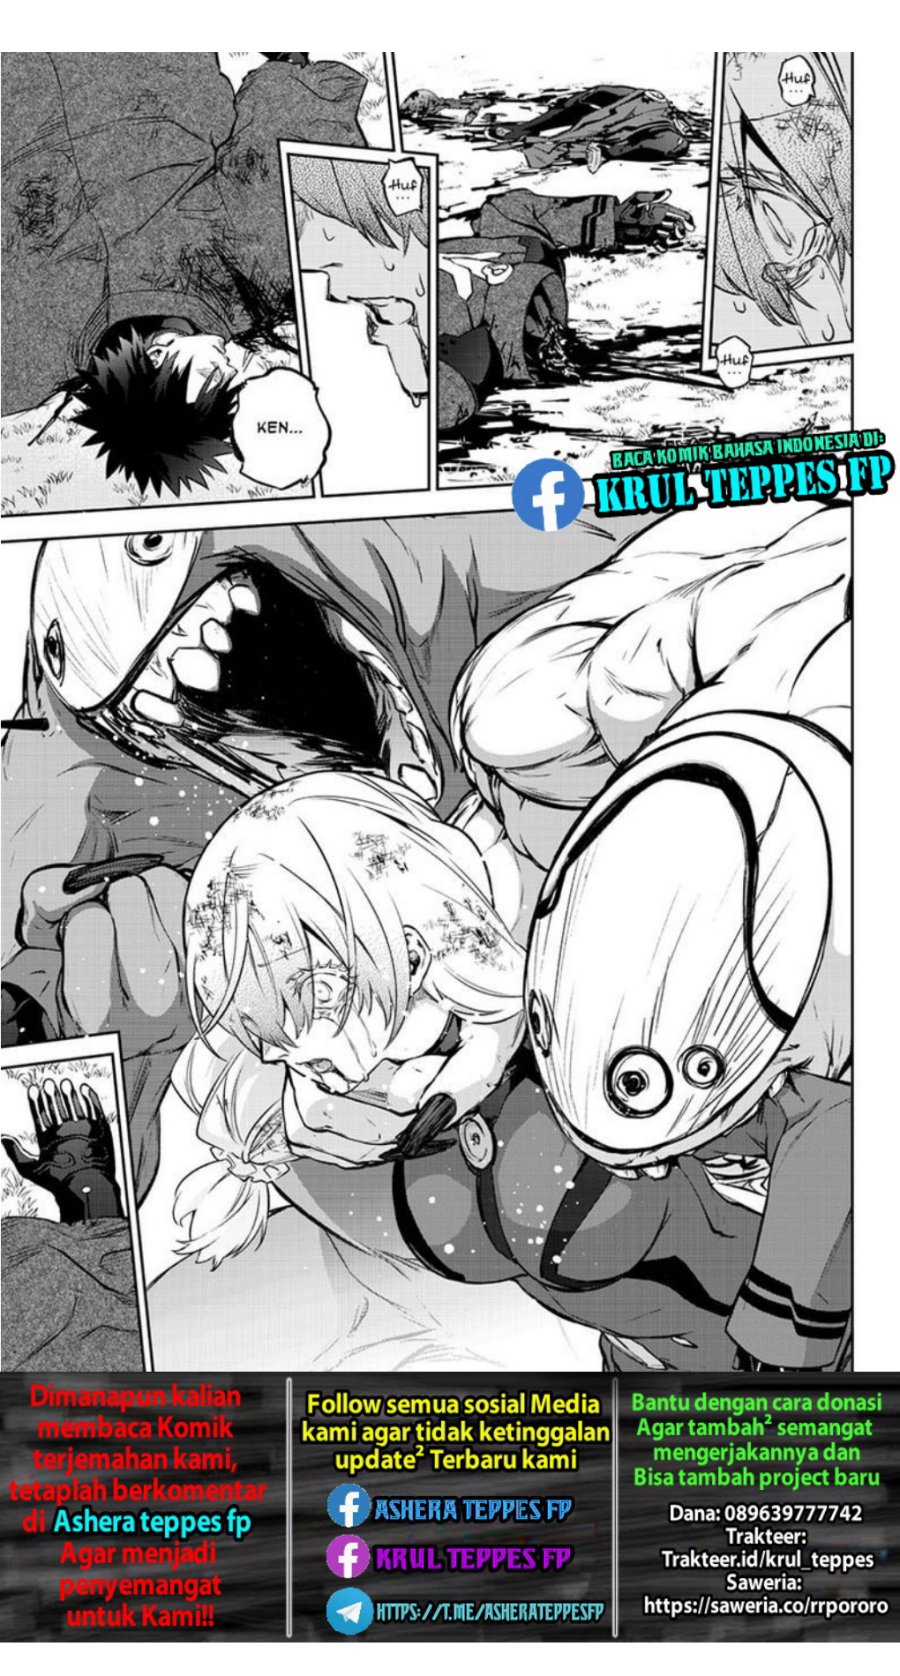 Huf
...
Huf
...
Huf
...
KEN...
BACA KOMIK BAHASA INDONESIA DI:
KRUL TEPPES FP
Dimanapun kalian
membaca Komik
terjemahan kami,
tetaplah berkomentar
di Ashera teppes fp
Agar menjadi
penyemangat
untuk Kami!!
Follow semua sosial Media
kami agar tidak ketinggalan
update² Terbaru kami
ASHERA TEPPES FP
KRUL TEPPES FP
HTTPS://T.ME/ASHERATEPPESFP
Bantu dengan cara donasi
Agar tambah² semangat
mengerjakannya dan
Bisa tambah project baru
Dana: 089639777742
Trakteer:
Trakteer.id/krul_teppes
Saweria:
https://saweria.co/rrpororo